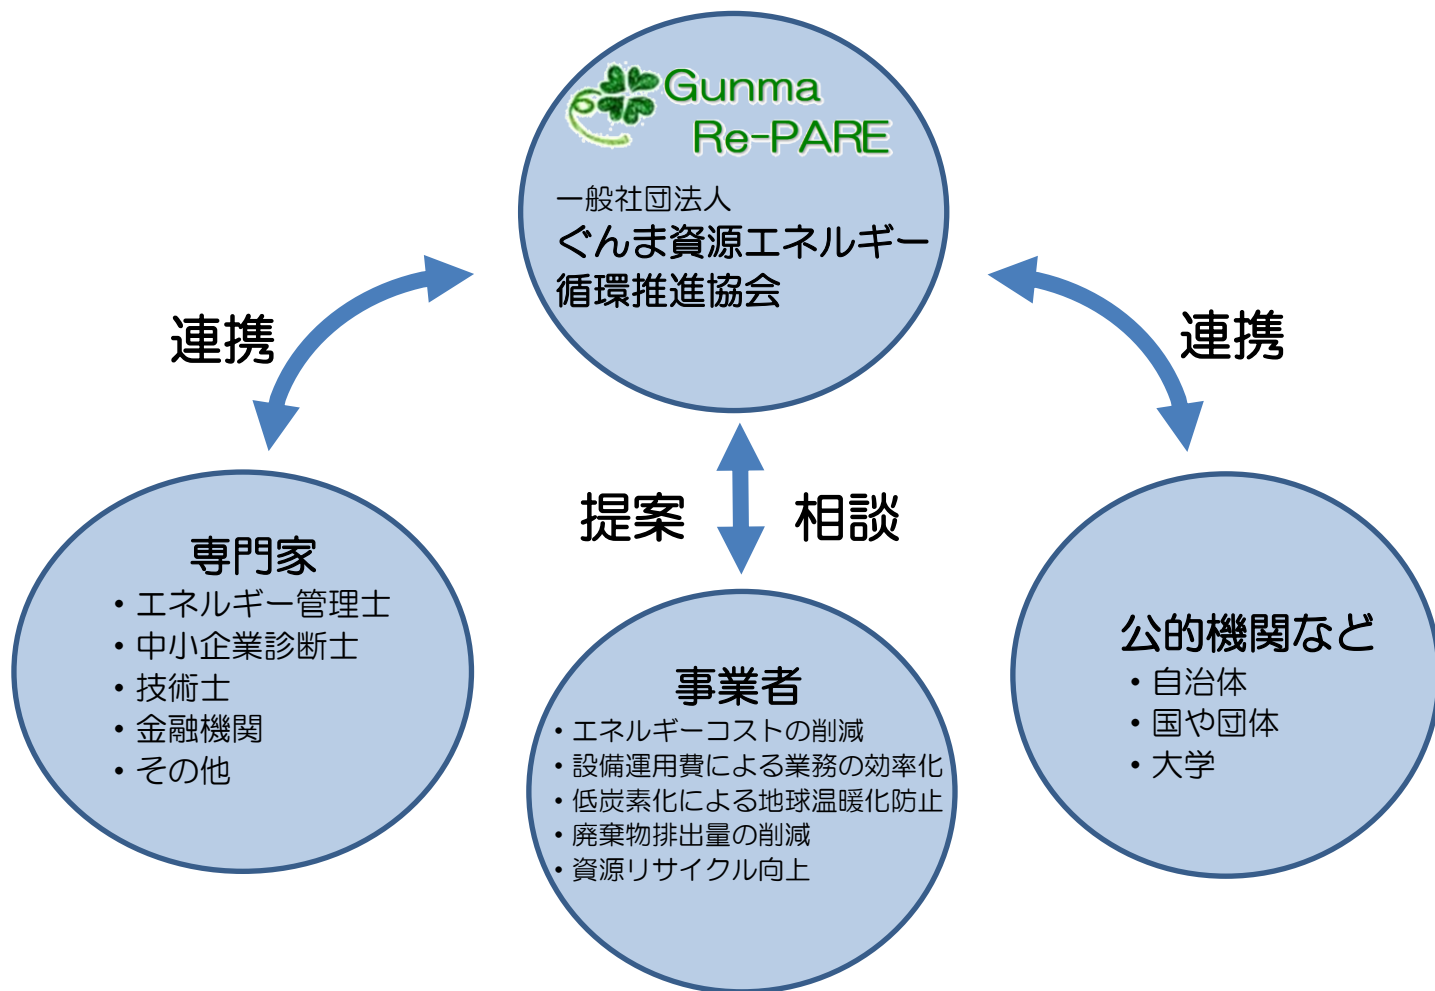 Gunma
Re-PARE
一般社団法人
ぐんま資源エネルギー
循環推進協会
連携
連携
提案
相談
専門家
・エネルギー管理士
・中小企業診断士
・技術士
・金融機関
・その他
事業者
・エネルギーコストの削減
・設備運用費による業務の効率化
・低炭素化による地球温暖化防止
・廃棄物排出量の削減
・資源リサイクル向上
公的機関など
・自治体
・国や団体
・大学